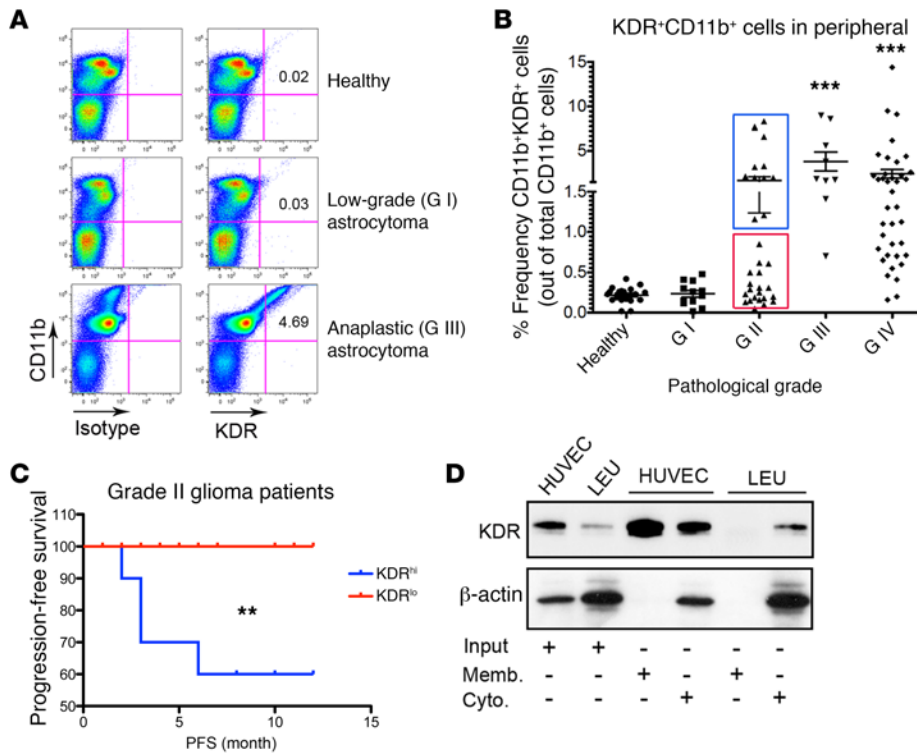 A
0.02
Healthy
0.03
Low-grade (G I)
astrocytoma
4.69
Anaplastic (G III)
astrocytoma
CD11b
Isotype
KDR
B
KDR⁺CD11b⁺ cells in peripheral
% Frequency CD11b⁺KDR⁺ cells
(out of total CD11b⁺ cells)
15
10
5
1.5
1.0
0.5
0.0
***
***
Healthy
G I
G II
G III
G IV
Pathological grade
C
Grade II glioma patients
Progression-free survival
110
100
90
80
70
60
50
0
5
10
15
PFS (month)
**
KDRʰⁱ
KDRˡᵒ
D
HUVEC
LEU
HUVEC
LEU
KDR
β-actin
Input + + - - - -
Memb. - - + - + -
Cyto. - - - + - +